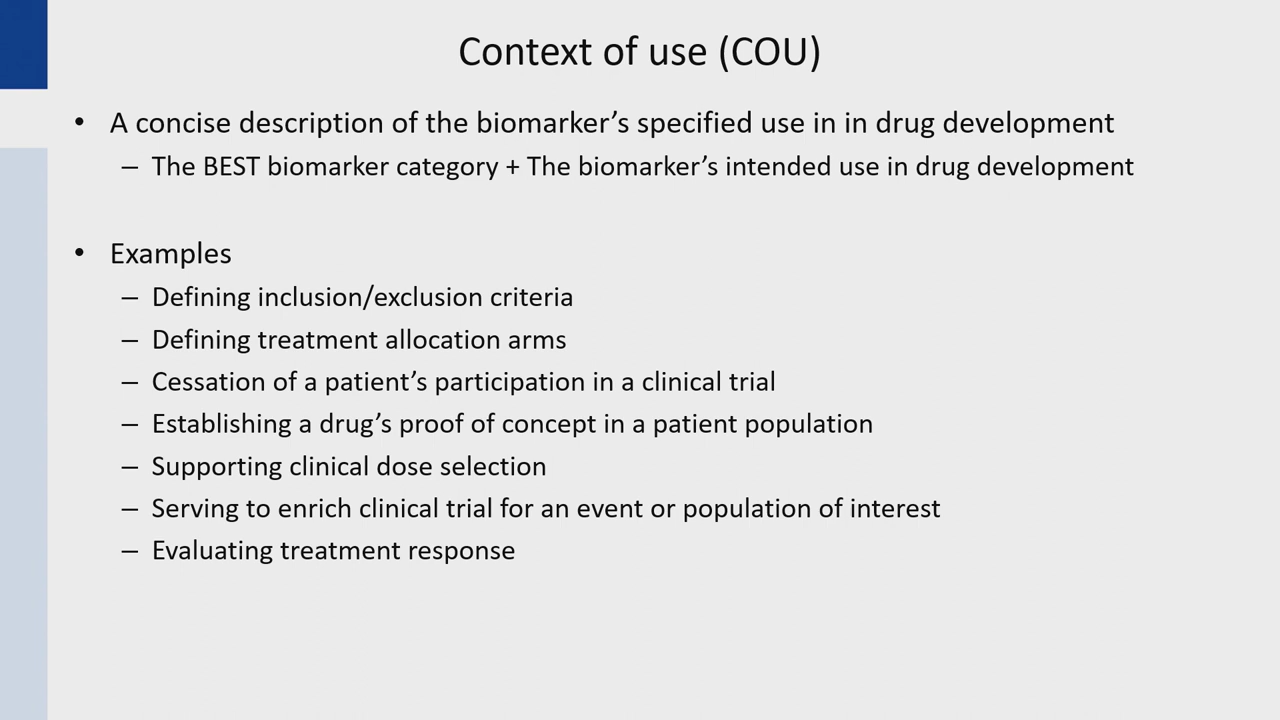 Context of use (COU)
• A concise description of the biomarker’s specified use in in drug development
– The BEST biomarker category + The biomarker’s intended use in drug development
• Examples
– Defining inclusion/exclusion criteria
– Defining treatment allocation arms
– Cessation of a patient’s participation in a clinical trial
– Establishing a drug’s proof of concept in a patient population
– Supporting clinical dose selection
– Serving to enrich clinical trial for an event or population of interest
– Evaluating treatment response